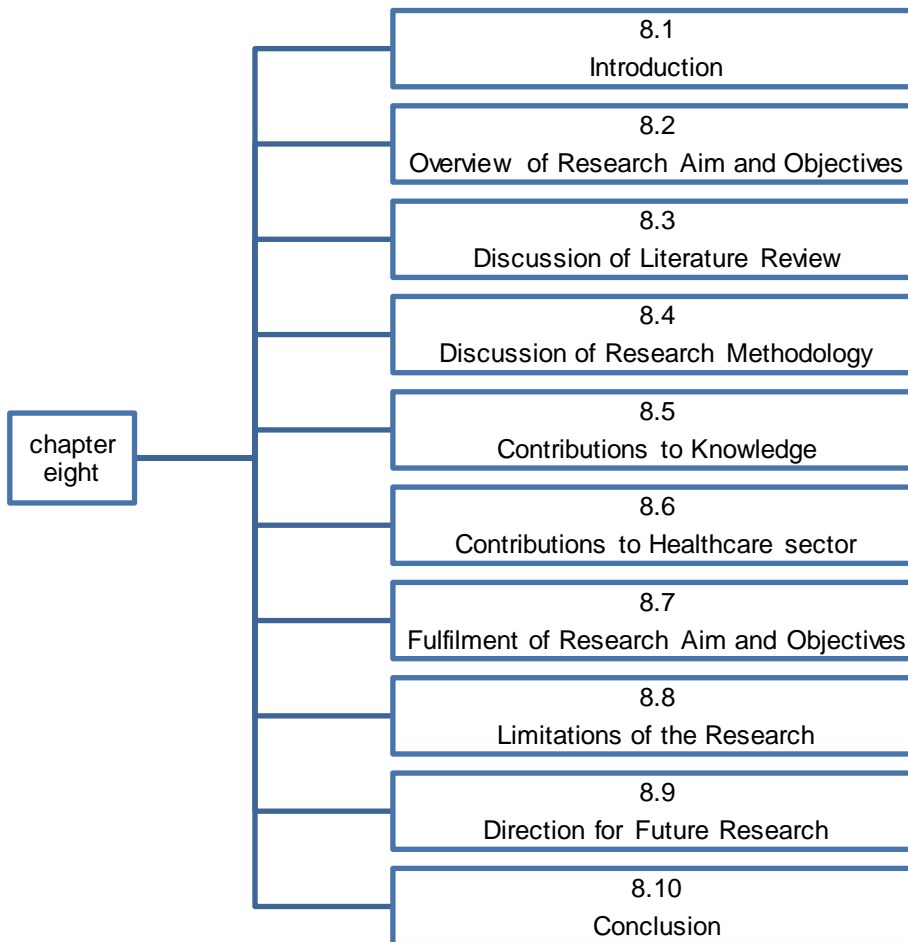 chapter
eight
8.1
Introduction
8.2
Overview of Research Aim and Objectives
8.3
Discussion of Literature Review
8.4
Discussion of Research Methodology
8.5
Contributions to Knowledge
8.6
Contributions to Healthcare sector
8.7
Fulfilment of Research Aim and Objectives
8.8
Limitations of the Research
8.9
Direction for Future Research
8.10
Conclusion